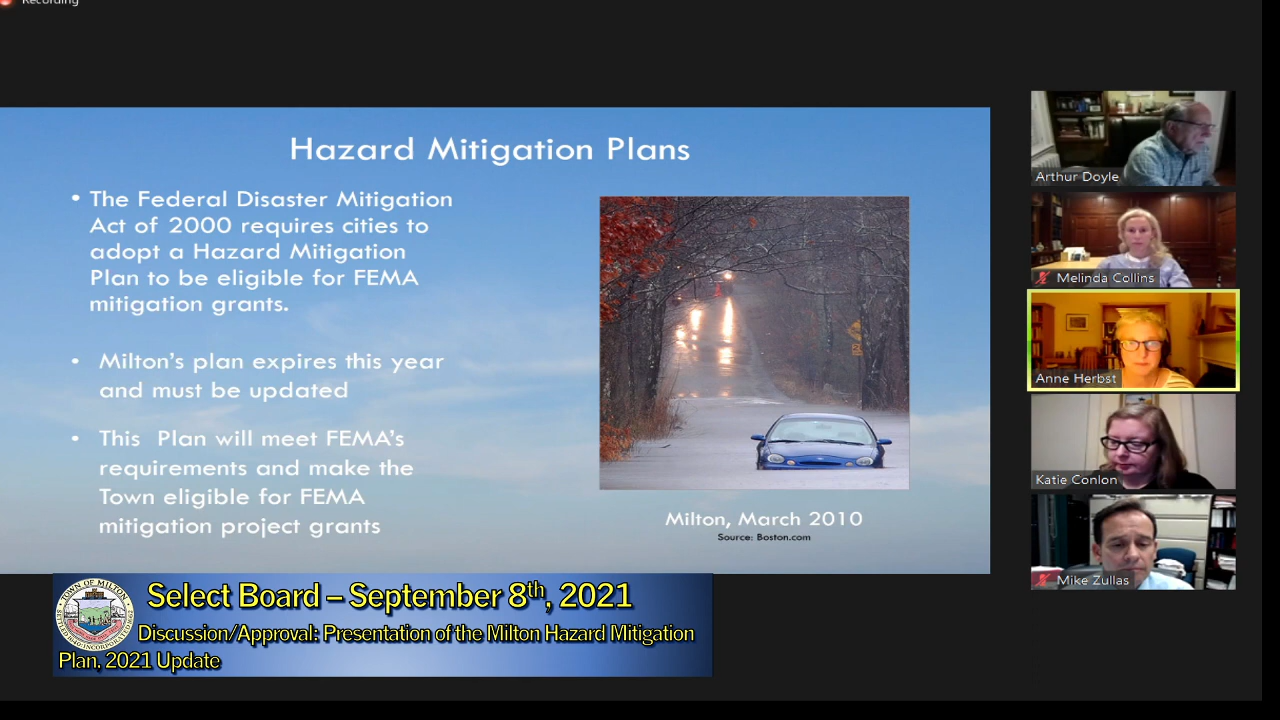 Recording
Hazard Mitigation Plans
• The Federal Disaster Mitigation
Act of 2000 requires cities to
adopt a Hazard Mitigation
Plan to be eligible for FEMA
mitigation grants.
• Milton's plan expires this year
and must be updated
• This Plan will meet FEMA's
requirements and make the
Town eligible for FEMA
mitigation project grants
Milton, March 2010
Source: Boston.com
Arthur Doyle
Melinda Collins
Anne Herbst
Katie Conlon
Mike Zullas
TOWN OF MILTON
Select Board – September 8th, 2021
Discussion/Approval: Presentation of the Milton Hazard Mitigation
Plan. 2021 Update